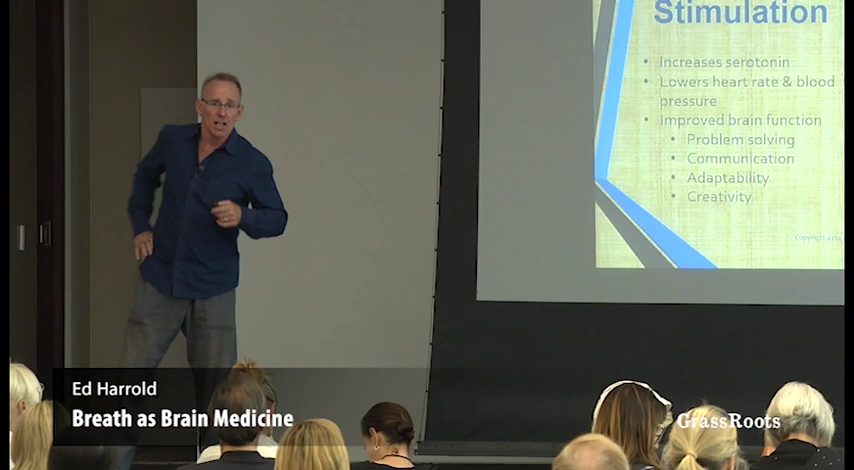 Stimulation
• Increases serotonin
• Lowers heart rate & blood
pressure
• Improved brain function
• Problem solving
• Communication
• Adaptability
• Creativity
Ed Harrold
Breath as Brain Medicine
GrassRoots